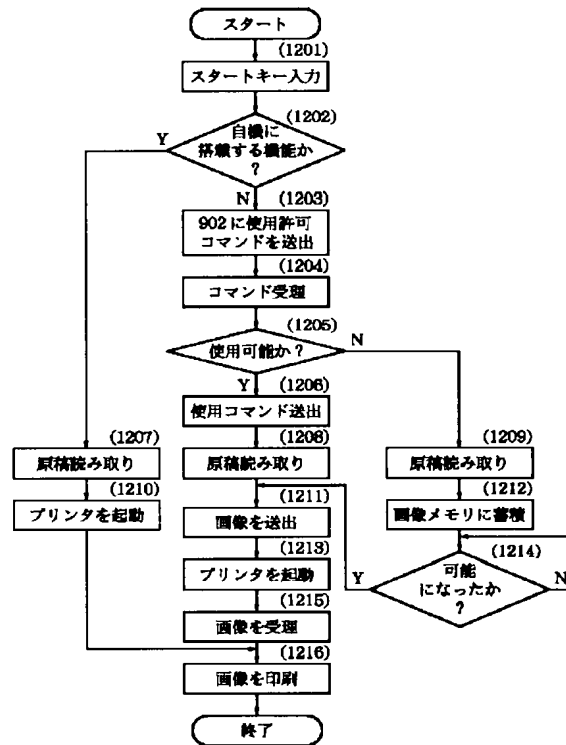 スタート
(1201)
スタートキー入力
(1202)
自機に
搭載する機能か
?
Y
N
(1203)
902に使用許可
コマンドを送出
(1204)
コマンド受理
(1205)
使用可能か?
N
Y
(1206)
使用コマンド送出
(1207)
原稿読み取り
(1208)
原稿読み取り
(1209)
原稿読み取り
(1210)
プリンタを起動
(1211)
画像を送出
(1212)
画像メモリに蓄積
(1213)
プリンタを起動
(1214)
可能
になったか
?
Y
N
(1215)
画像を受理
(1216)
画像を印刷
終了